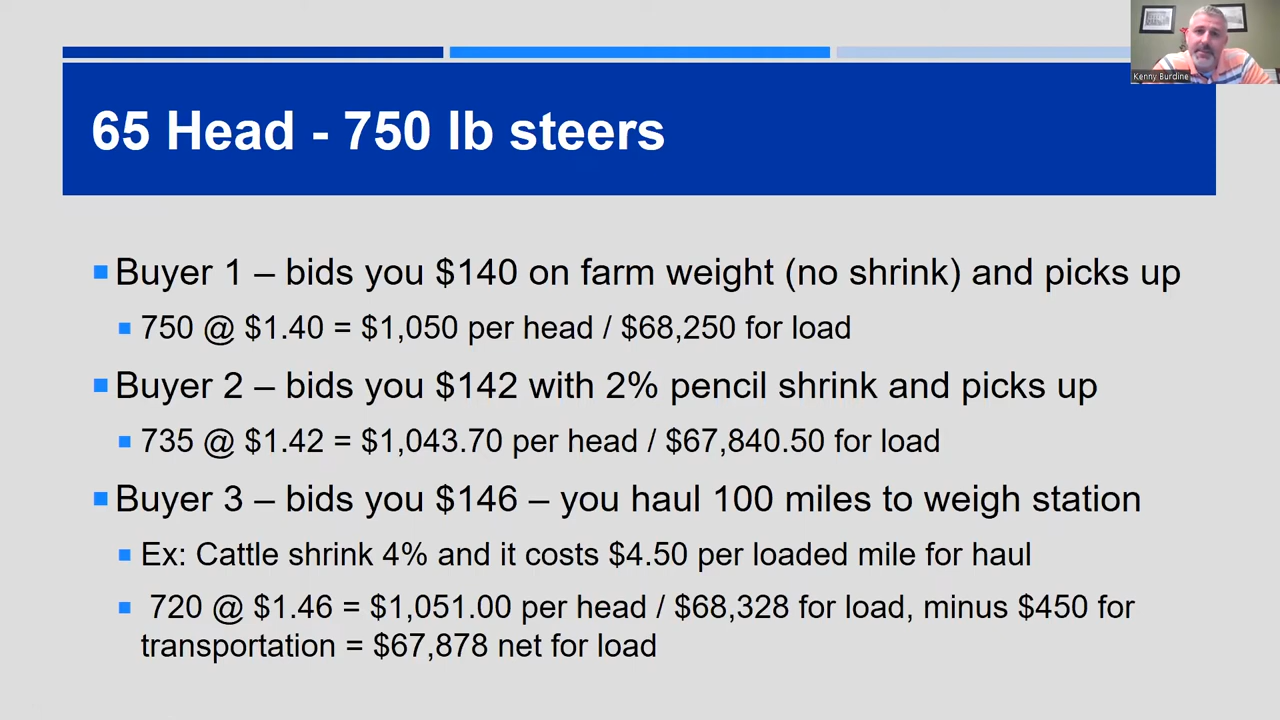 Kenny Burdine
65 Head - 750 lb steers
Buyer 1 – bids you $140 on farm weight (no shrink) and picks up
750 @ $1.40 = $1,050 per head / $68,250 for load
Buyer 2 – bids you $142 with 2% pencil shrink and picks up
735 @ $1.42 = $1,043.70 per head / $67,840.50 for load
Buyer 3 – bids you $146 – you haul 100 miles to weigh station
Ex: Cattle shrink 4% and it costs $4.50 per loaded mile for haul
720 @ $1.46 = $1,051.00 per head / $68,328 for load, minus $450 for
transportation = $67,878 net for load